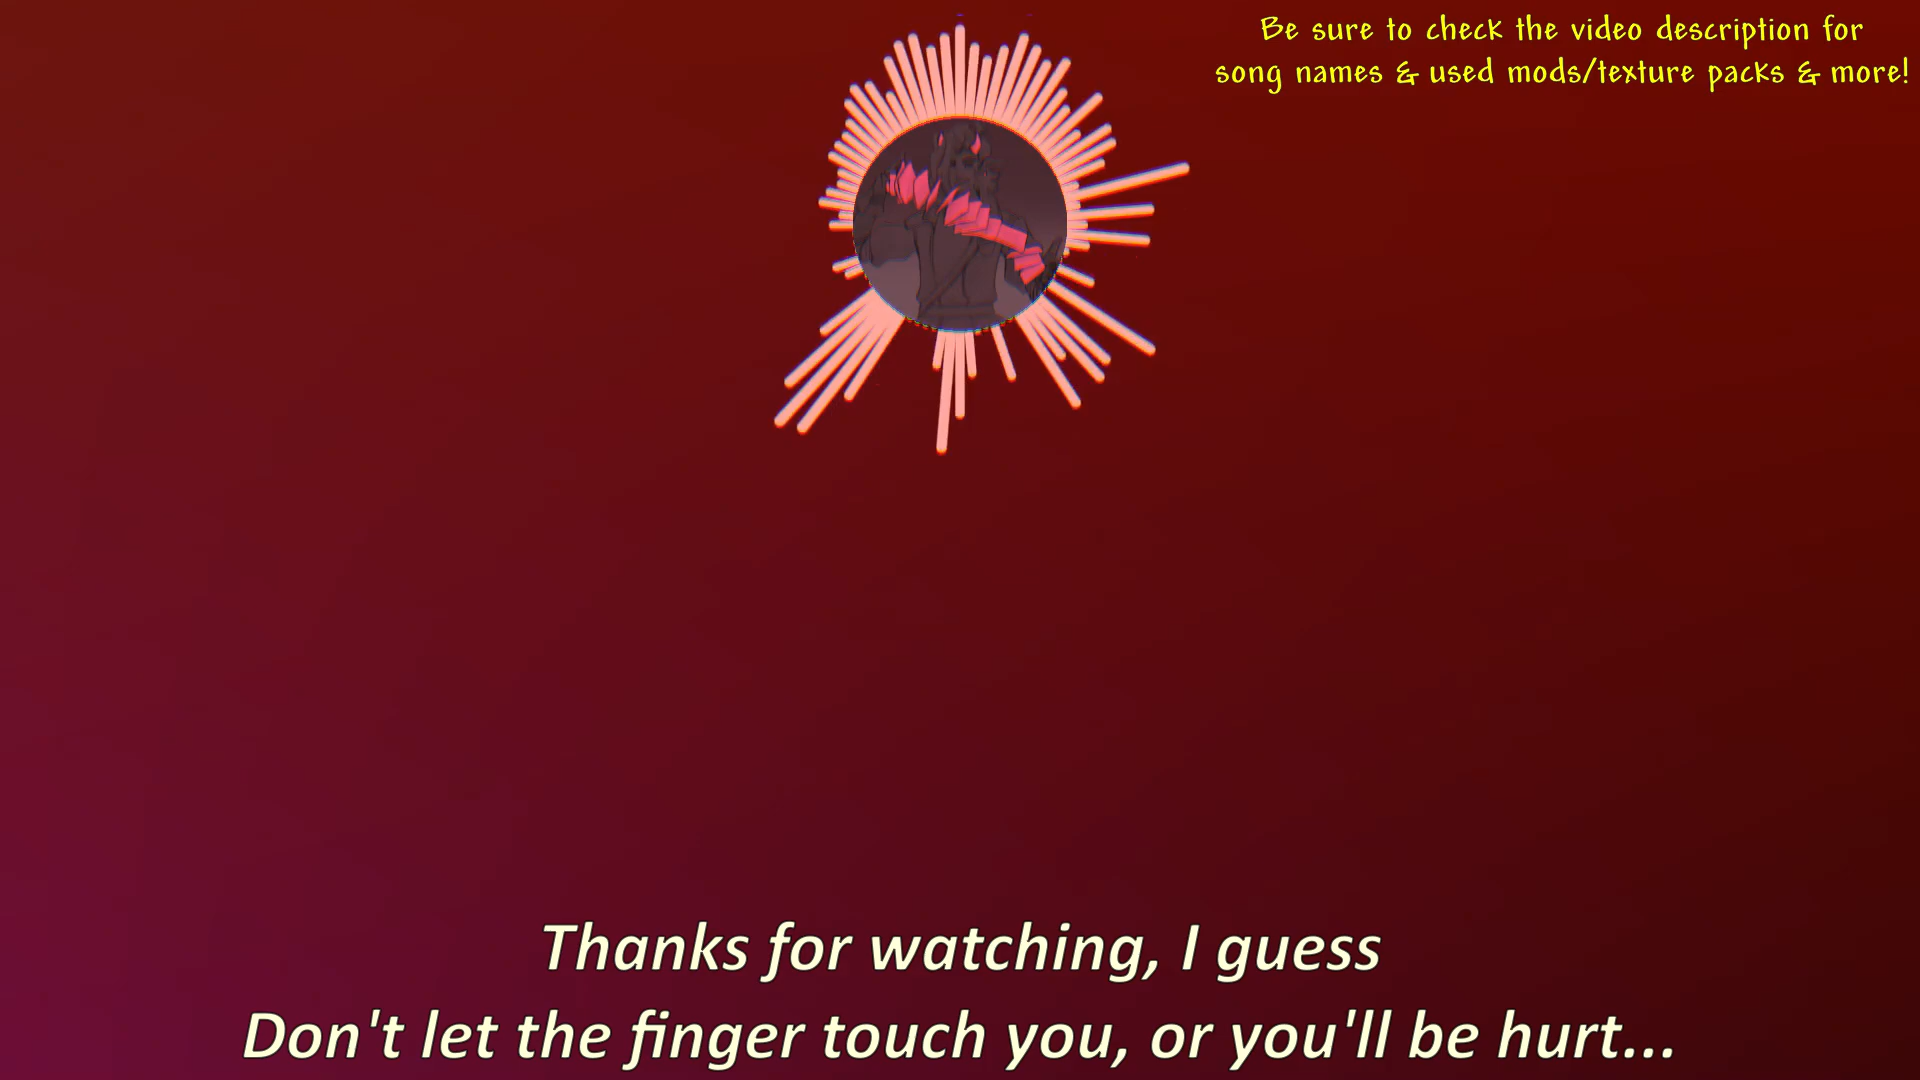 Be sure to check the video description for
song names & used mods/texture packs & more!
Thanks for watching, I guess
Don't let the finger touch you, or you'll be hurt...